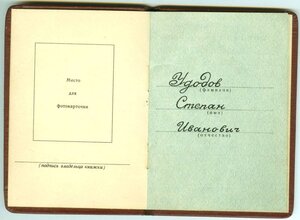 Место
для
фотокарточки
(подпись владельца книжки)
Удодов
(фамилия)
Степан
(имя)
Иванович
(отчество)